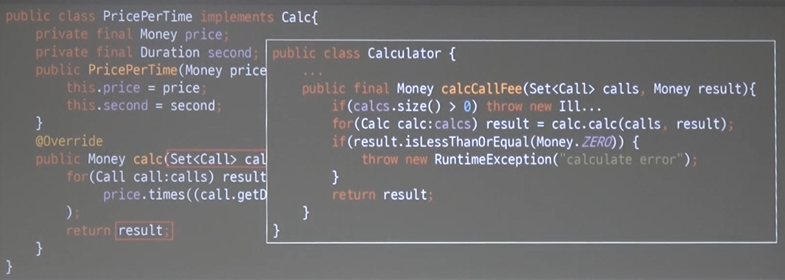 public class PricePerTime implements Calc{
private final Money price;
private final Duration second;
public PricePerTime(Money price
this.price = price;
this.second = second;
}
@Override
public Money calc(Set<Call> cal
for(Call call:calls) result
price.times((call.getD
);
return result;
}
}
public class Calculator {
...
public final Money calcCallFee(Set<Call> calls, Money result){
if(calcs.size() > 0) throw new Ill...
for(Calc calc:calcs) result = calc.calc(calls, result);
if(result.isLessThanOrEqual(Money.ZERO)) {
throw new RuntimeException("calculate error");
}
return result;
}
}